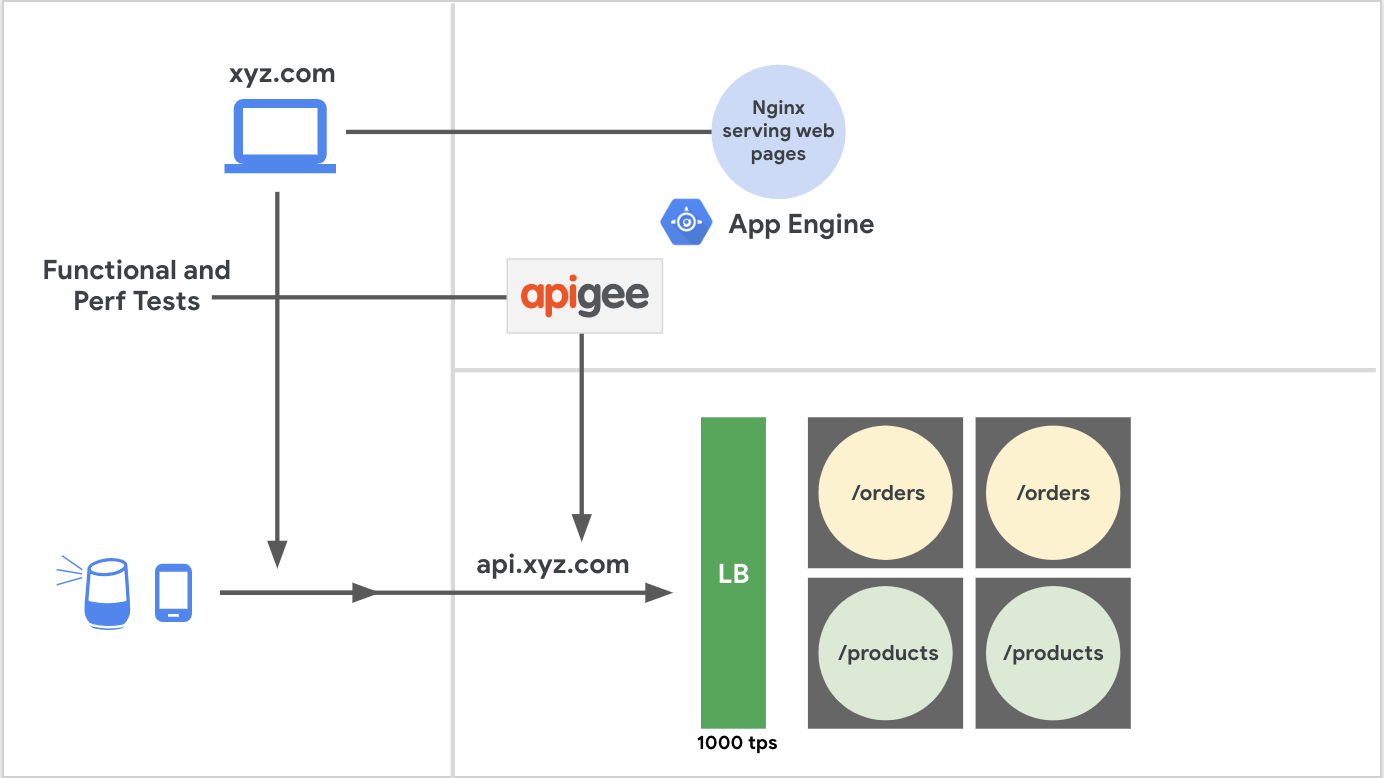 xyz.com
Nginx
serving web
pages
App Engine
Functional and
Perf Tests
apigee
api.xyz.com
LB
1000 tps
/orders
/orders
/products
/products